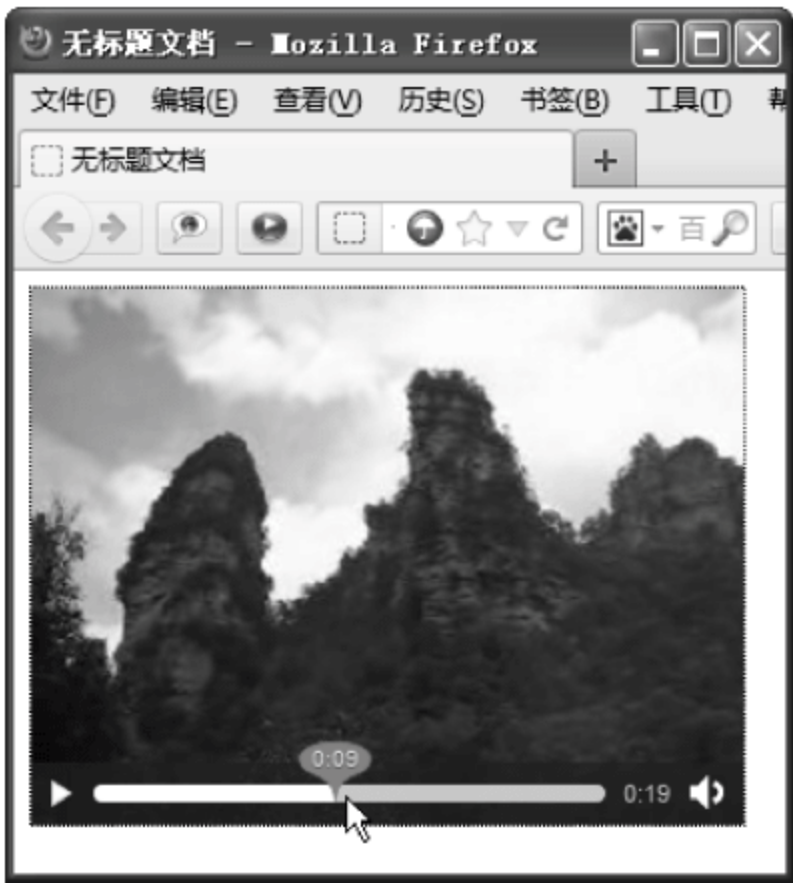 无标题文档 - Mozilla Firefox
文件(F) 编辑(E) 查看(V) 历史(S) 书签(B) 工具(T)
无标题文档
百
0:09
0:19